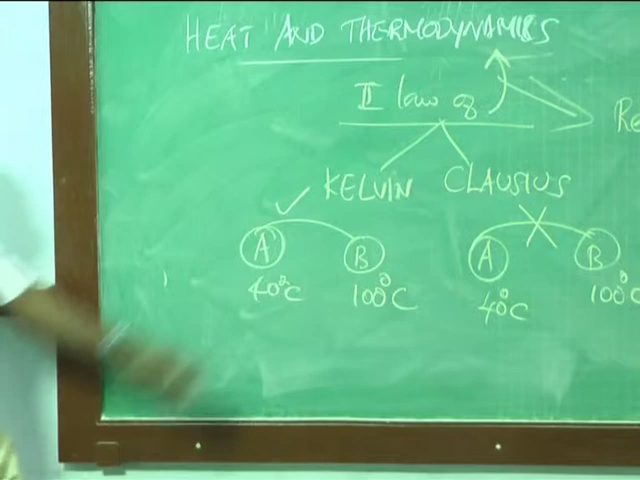 HEAT AND THERMODYNAMICS
II law of
KELVIN CLAUSIUS
A B A B
40°C 100°C 40°C 100°C